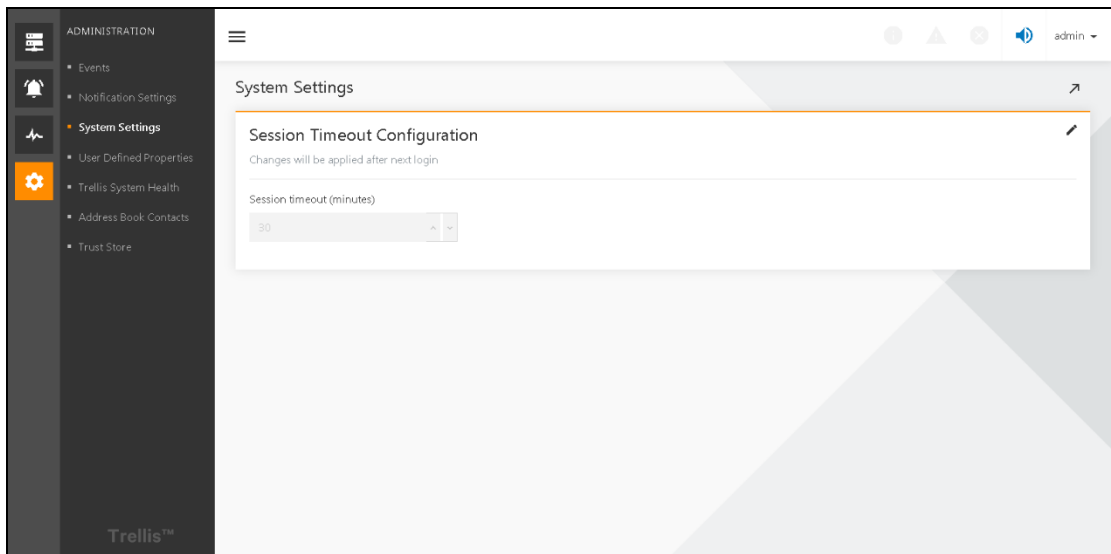 ADMINISTRATION
Events
Notification Settings
System Settings
User Defined Properties
Trellis System Health
Address Book Contacts
Trust Store
Trellis™
admin
System Settings
Session Timeout Configuration
Changes will be applied after next login
Session timeout (minutes)
30